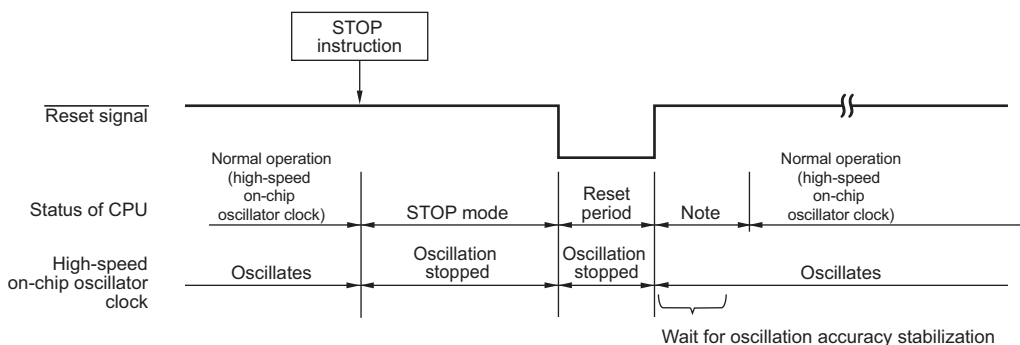 STOP
instruction
Reset signal
Normal operation
(high-speed
on-chip
oscillator clock)
Status of CPU
STOP mode
Reset
period
Note
Normal operation
(high-speed
on-chip
oscillator clock)
High-speed
on-chip oscillator
clock
Oscillates
Oscillation
stopped
Oscillation
stopped
Oscillates
Wait for oscillation accuracy stabilization